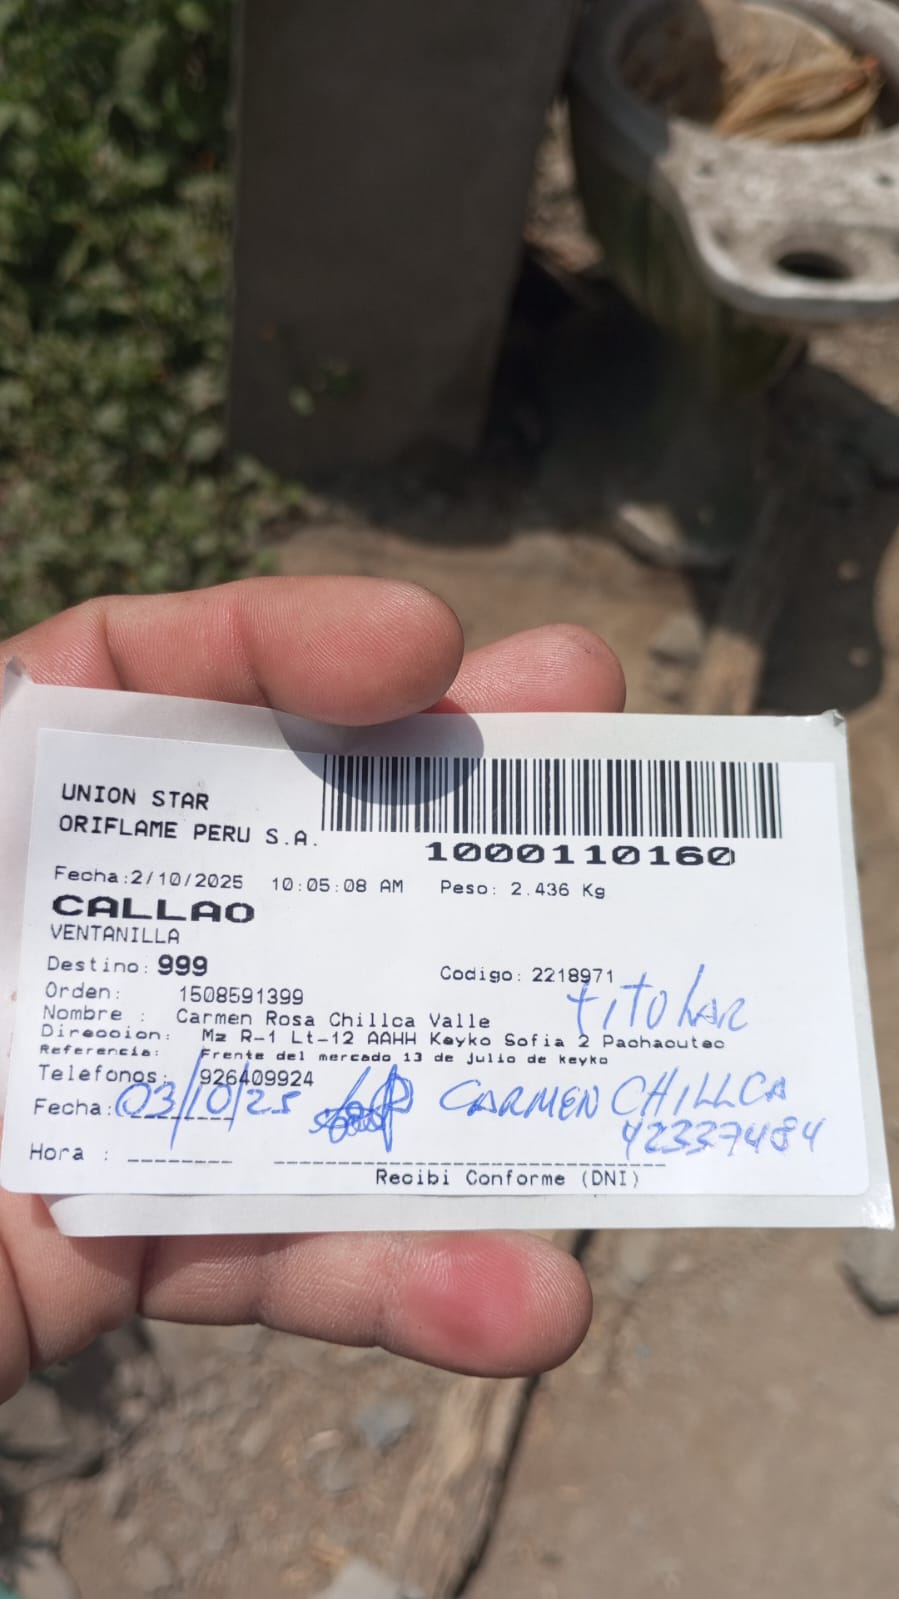 UNION STAR
ORIFLAME PERU S.A.
1000110160
Fecha:2/10/2025 10:05:08 AM Peso: 2.436 Kg
CALLAO
VENTANILLA
Destino: 999 Codigo: 2218971
Orden: 1508591399 titular
Nombre : Carmen Rosa Chillca Valle
Direccion: Mz R-1 Lt-12 AAHH Keyko Sofia 2 Pachacutec
Referencia: Frente del mercado 13 de julio de keyko
Telefonos: 926409924
Fecha: 03/10/25 CARMEN CHILLCA
42337484
Hora :
Recibi Conforme (DNI)